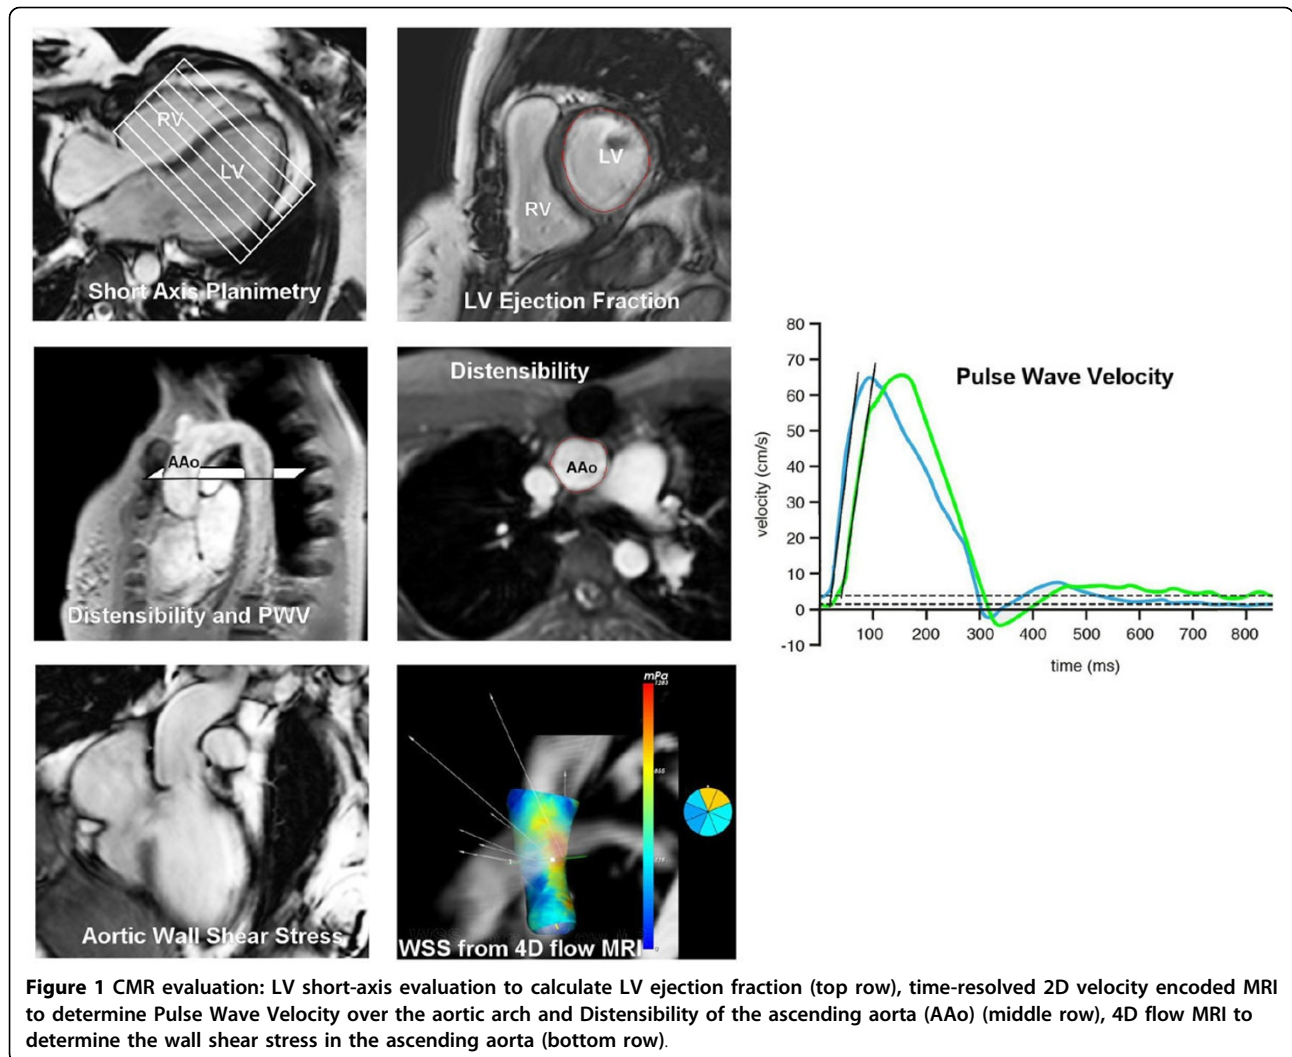 RV
LV
Short Axis Planimetry
LV
RV
LV Ejection Fraction
AAo
Distensibility and PWV
Distensibility
AAo
Pulse Wave Velocity
velocity (cm/s)
80
70
60
50
40
30
20
10
0
-10
100 200 300 400 500 600 700 800
time (ms)
Aortic Wall Shear Stress
mPa
1283
855
WSS from 4D flow MRI
Figure 1 CMR evaluation: LV short-axis evaluation to calculate LV ejection fraction (top row), time-resolved 2D velocity encoded MRI
to determine Pulse Wave Velocity over the aortic arch and Distensibility of the ascending aorta (AAo) (middle row), 4D flow MRI to
determine the wall shear stress in the ascending aorta (bottom row).